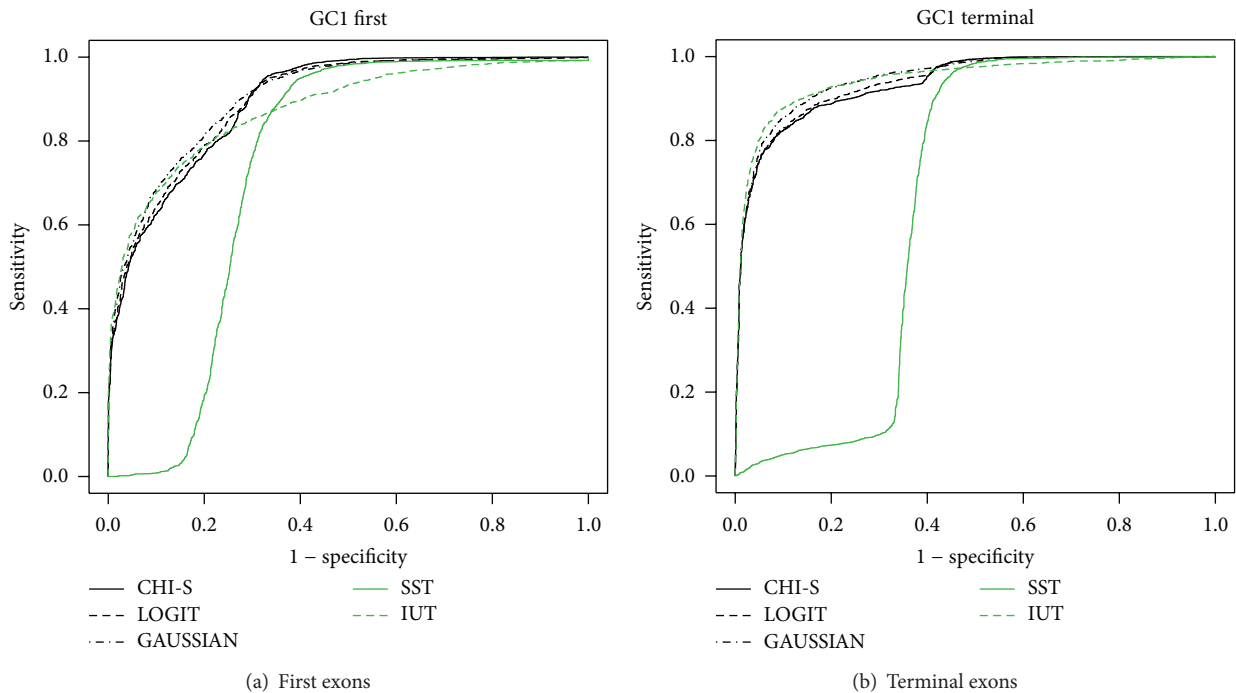 GC1 first
1.0
0.8
0.6
0.4
0.2
0.0
Sensitivity
0.0 0.2 0.4 0.6 0.8 1.0
1 − specificity
CHI-S
LOGIT
GAUSSIAN
SST
IUT
(a) First exons
GC1 terminal
1.0
0.8
0.6
0.4
0.2
0.0
Sensitivity
0.0 0.2 0.4 0.6 0.8 1.0
1 − specificity
CHI-S
LOGIT
GAUSSIAN
SST
IUT
(b) Terminal exons